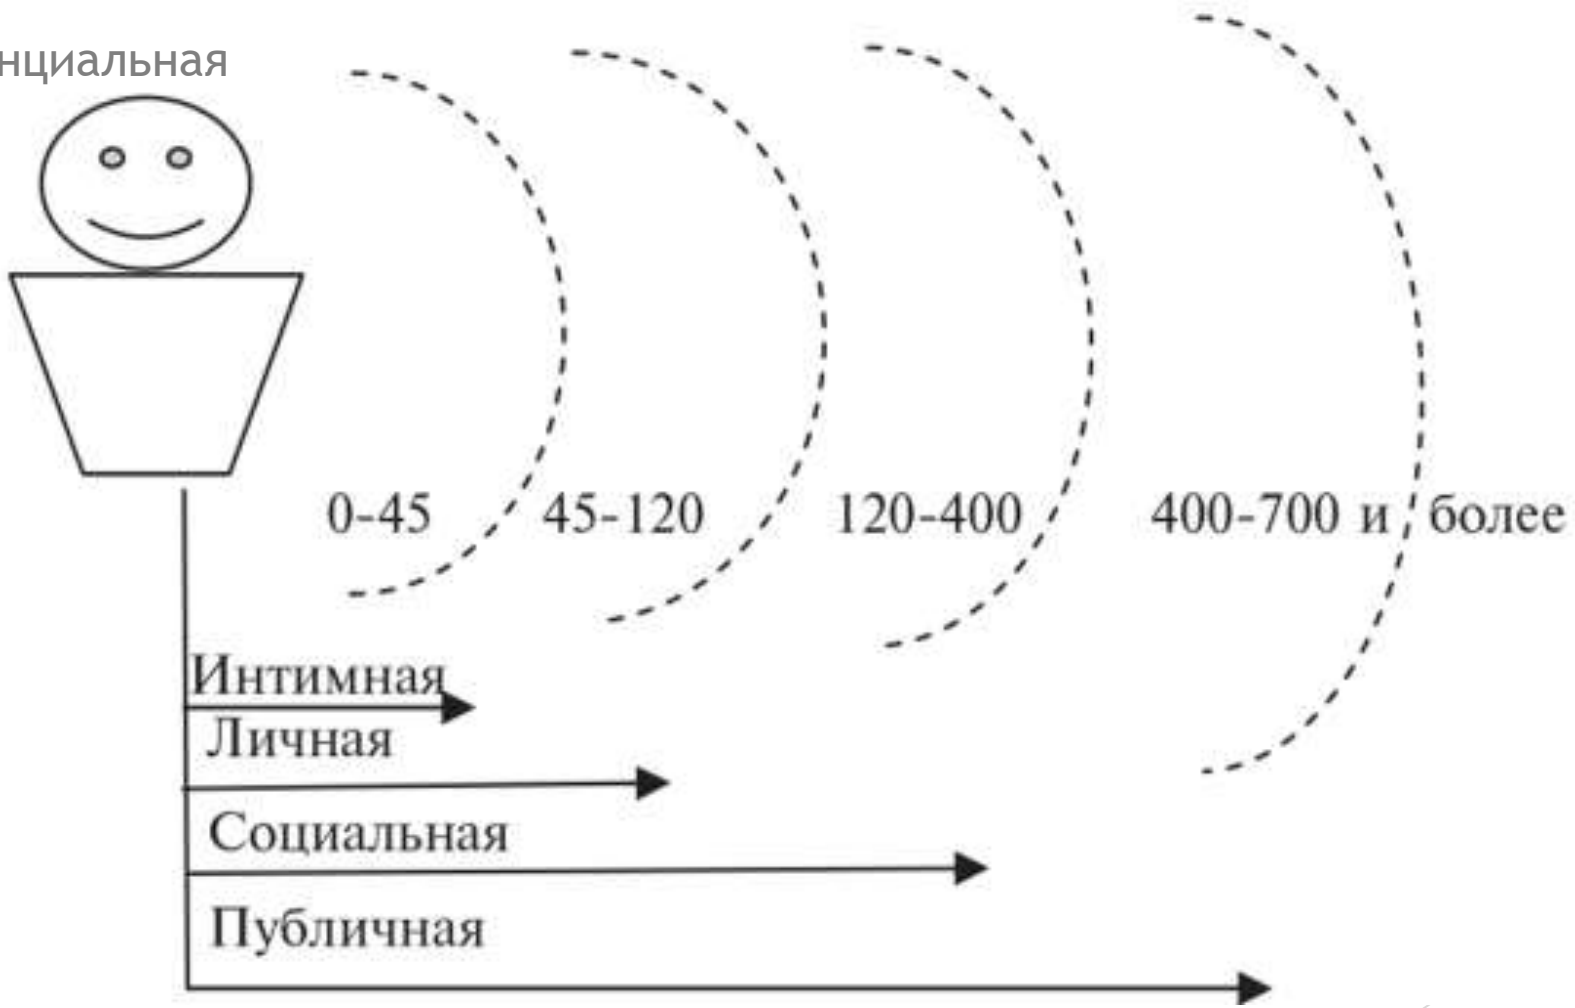 нциальная
0-45 45-120 120-400 400-700 и более
Интимная
Личная
Социальная
Публичная